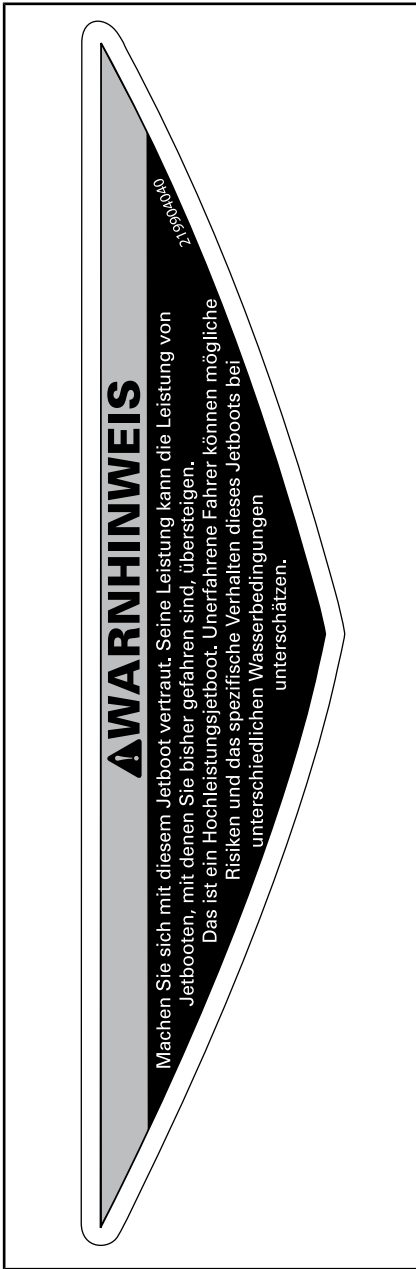 ⚠WARNHINWEIS
Machen Sie sich mit diesem Jetboot vertraut. Seine Leistung kann die Leistung von
Jetbooten, mit denen Sie bisher gefahren sind, übersteigen.
Das ist ein Hochleistungsjetboot. Unerfahrene Fahrer können mögliche
Risiken und das spezifische Verhalten dieses Jetboots bei
unterschiedlichen Wasserbedingungen
unterschätzen.
219904040